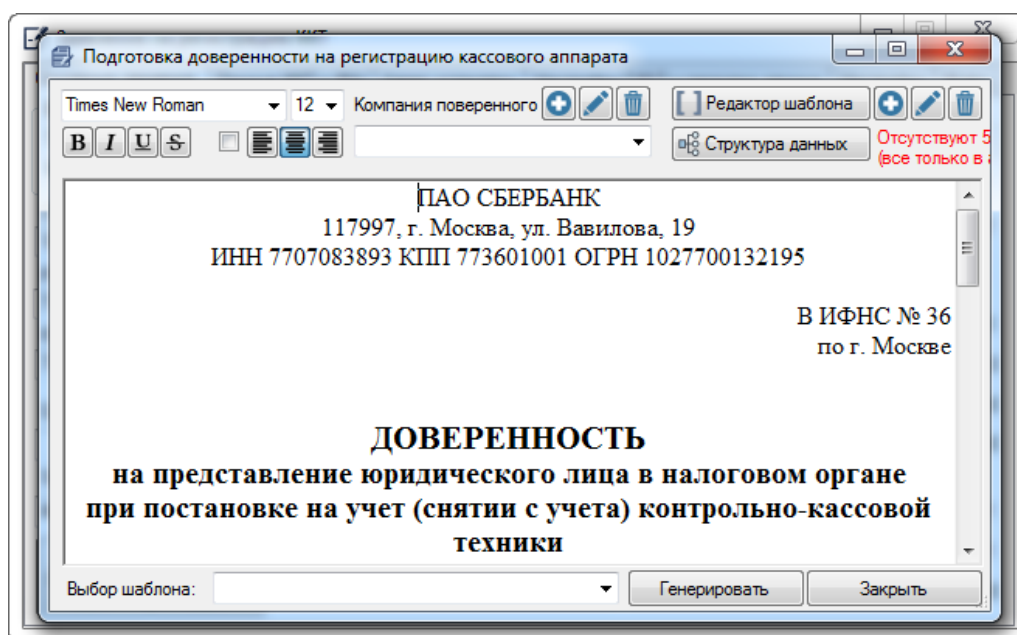 Подготовка доверенности на регистрацию кассового аппарата
Times New Roman 12 Компания поверенного Редактор шаблона
B I U S Структура данных Отсутствуют 5
(все только в
ПАО СБЕРБАНК
117997, г. Москва, ул. Вавилова, 19
ИНН 7707083893 КПП 773601001 ОГРН 1027700132195
В ИФНС № 36
по г. Москве
ДОВЕРЕННОСТЬ
на представление юридического лица в налоговом органе
при постановке на учет (снятии с учета) контрольно-кассовой
техники
Выбор шаблона: Генерировать Закрыть